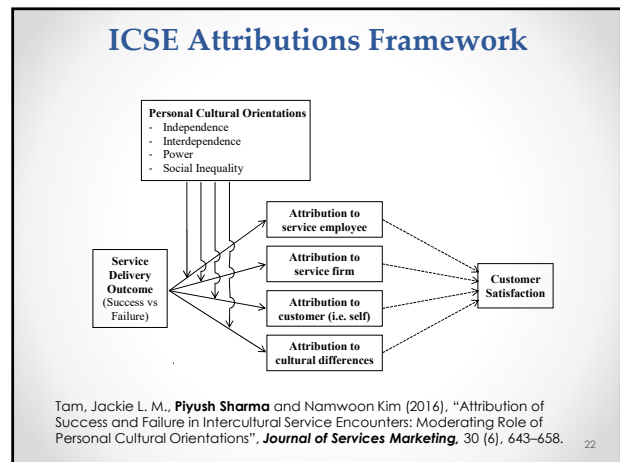 ICSE Attributions Framework
Personal Cultural Orientations
- Independence
- Interdependence
- Power
- Social Inequality
Attribution to
service employee
Service
Delivery
Outcome
(Success vs
Failure)
Attribution to
service firm
Attribution to
customer (i.e. self)
Attribution to
cultural differences
Customer
Satisfaction
Tam, Jackie L. M., Piyush Sharma and Namwoon Kim (2016), “Attribution of
Success and Failure in Intercultural Service Encounters: Moderating Role of
Personal Cultural Orientations”, Journal of Services Marketing, 30 (6), 643–658.
22